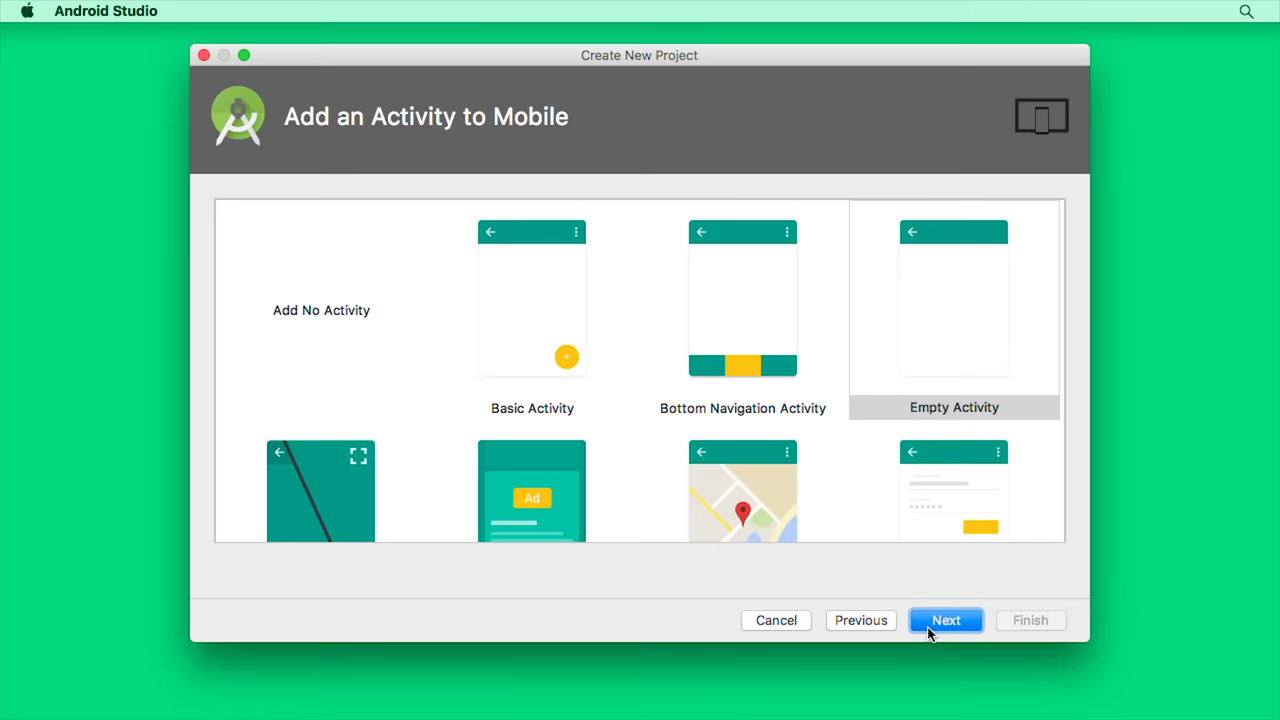 Android Studio
Create New Project
Add an Activity to Mobile
Add No Activity
Basic Activity
Bottom Navigation Activity
Empty Activity
Ad
Cancel
Previous
Next
Finish